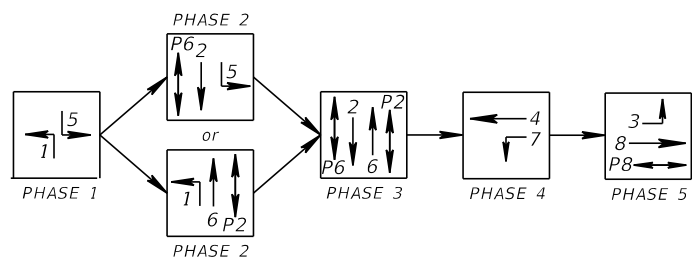 PHASE 2
P6 2
5
5
1
PHASE 1
or
1
6 P2
PHASE 2
2 P2
P6 6
PHASE 3
4
7
PHASE 4
3
8
P8
PHASE 5